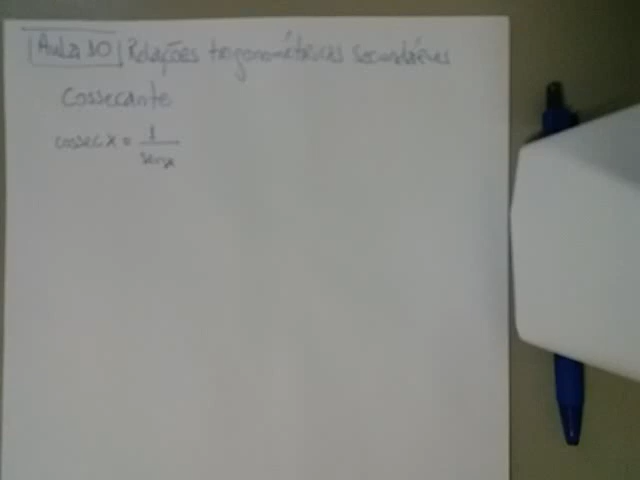 Aula 10 Relações trigonométricas secundárias
Cossecante
cossec x = 1/sen x